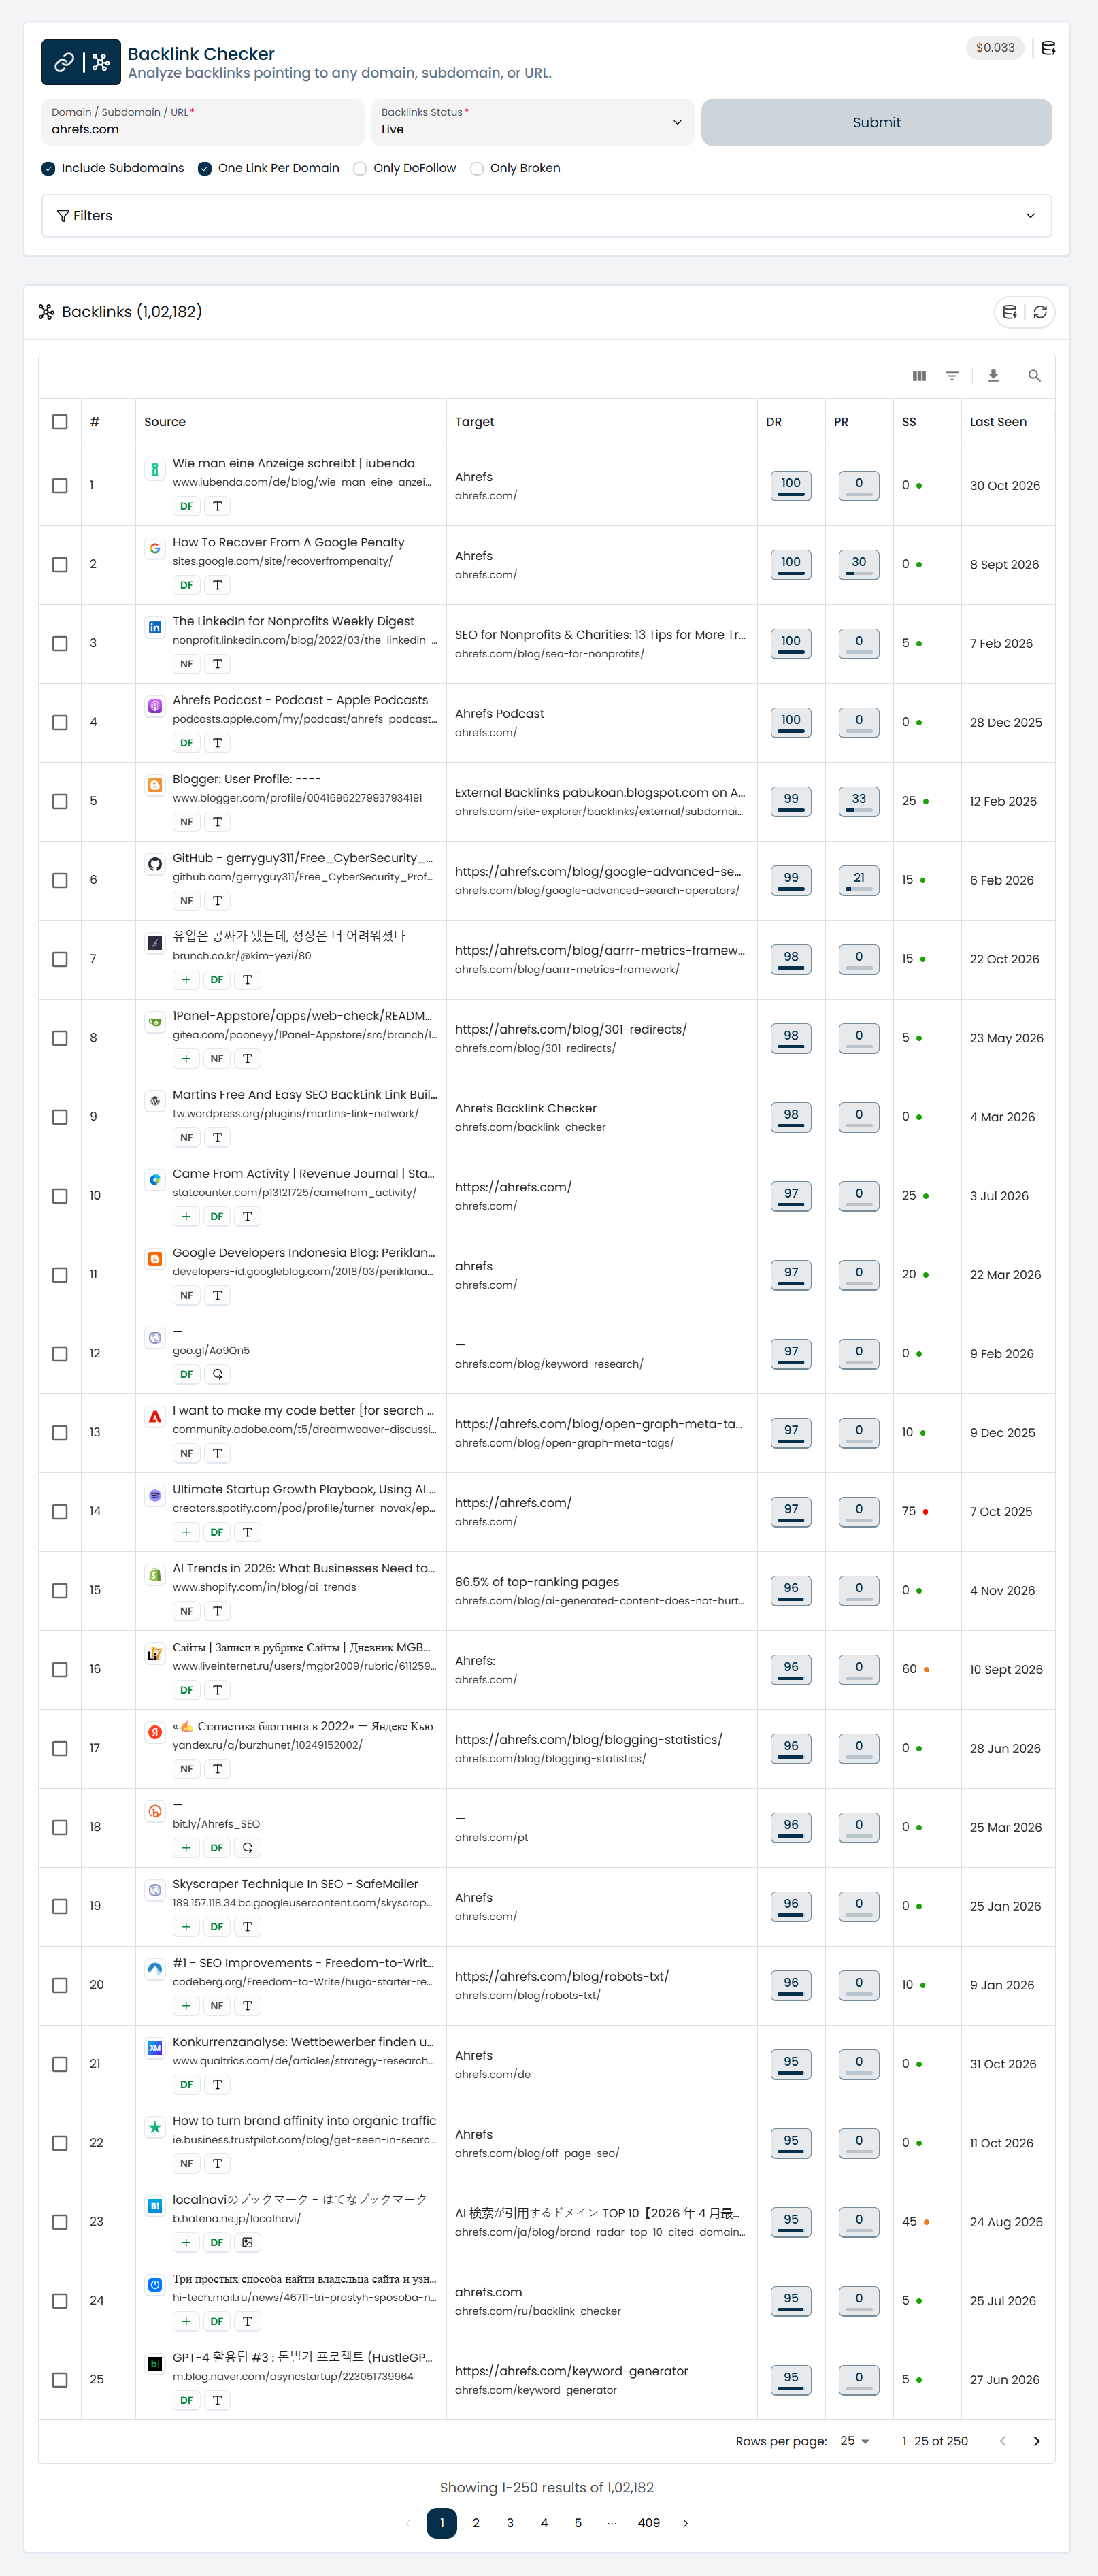 Backlink Checker
Analyze backlinks pointing to any domain, subdomain, or URL.
$0.033
Domain / Subdomain / URL *
ahrefs.com
Backlinks Status *
Live
Submit
Include Subdomains
One Link Per Domain
Only DoFollow
Only Broken
Filters
Backlinks (1,02,182)
# Source Target DR PR SS Last Seen
1
Wie man eine Anzeige schreibt | iubenda
www.iubenda.com/de/blog/wie-man-eine-anzei...
DF T
Ahrefs
ahrefs.com/
100 0 0 30 Oct 2026
2
How To Recover From A Google Penalty
sites.google.com/site/recoverfrompenalty/
DF T
Ahrefs
ahrefs.com/
100 30 0 8 Sept 2026
3
The LinkedIn for Nonprofits Weekly Digest
nonprofit.linkedin.com/blog/2022/03/the-linkedin-...
NF T
SEO for Nonprofits & Charities: 13 Tips for More Tr...
ahrefs.com/blog/seo-for-nonprofits/
100 0 5 7 Feb 2026
4
Ahrefs Podcast - Podcast - Apple Podcasts
podcasts.apple.com/my/podcast/ahrefs-podcast...
DF T
Ahrefs Podcast
ahrefs.com/
100 0 0 28 Dec 2025
5
Blogger: User Profile: ----
www.blogger.com/profile/00416962279937934191
NF T
External Backlinks pabukoan.blogspot.com on A...
ahrefs.com/site-explorer/backlinks/external/subdomai...
99 33 25 12 Feb 2026
6
GitHub - gerryguy311/Free_CyberSecurity_...
github.com/gerryguy311/Free_CyberSecurity_Prof...
NF T
https://ahrefs.com/blog/google-advanced-se...
ahrefs.com/blog/google-advanced-search-operators/
99 21 15 6 Feb 2026
7
유입은 공짜가 됐는데, 성장은 더 어려워졌다
brunch.co.kr/@kim-yezi/80
+ DF T
https://ahrefs.com/blog/aarrr-metrics-framew...
ahrefs.com/blog/aarrr-metrics-framework/
98 0 15 22 Oct 2026
8
1Panel-Appstore/apps/web-check/READM...
gitea.com/pooneyy/1Panel-Appstore/src/branch/l...
+ NF T
https://ahrefs.com/blog/301-redirects/
ahrefs.com/blog/301-redirects/
98 0 5 23 May 2026
9
Martins Free And Easy SEO BackLink Link Buil...
tw.wordpress.org/plugins/martins-link-network/
NF T
Ahrefs Backlink Checker
ahrefs.com/backlink-checker
98 0 0 4 Mar 2026
10
Came From Activity | Revenue Journal | Sta...
statcounter.com/p13121725/camefrom_activity/
+ DF T
https://ahrefs.com/
ahrefs.com/
97 0 25 3 Jul 2026
11
Google Developers Indonesia Blog: Periklan...
developers-id.googleblog.com/2018/03/periklana...
NF T
ahrefs
ahrefs.com/
97 0 20 22 Mar 2026
12
—
goo.gl/Ao9Qn5
DF
—
ahrefs.com/blog/keyword-research/
97 0 0 9 Feb 2026
13
I want to make my code better [for search ...
community.adobe.com/t5/dreamweaver-discussi...
NF T
https://ahrefs.com/blog/open-graph-meta-ta...
ahrefs.com/blog/open-graph-meta-tags/
97 0 10 9 Dec 2025
14
Ultimate Startup Growth Playbook, Using AI ...
creators.spotify.com/pod/profile/turner-novak/ep...
+ DF T
https://ahrefs.com/
ahrefs.com/
97 0 75 7 Oct 2025
15
AI Trends in 2026: What Businesses Need to...
www.shopify.com/in/blog/ai-trends
NF T
86.5% of top-ranking pages
ahrefs.com/blog/ai-generated-content-does-not-hurt...
96 0 0 4 Nov 2026
16
Сайты | Записи в рубрике Сайты | Дневник MGB...
www.liveinternet.ru/users/mgbr2009/rubric/611259...
DF T
Ahrefs:
ahrefs.com/
96 0 60 10 Sept 2026
17
«✍️ Статистика блоггинга в 2022» — Яндекс Кью
yandex.ru/q/burzhunet/10249152002/
NF T
https://ahrefs.com/blog/blogging-statistics/
ahrefs.com/blog/blogging-statistics/
96 0 0 28 Jun 2026
18
—
bit.ly/Ahrefs_SEO
+ DF
—
ahrefs.com/pt
96 0 0 25 Mar 2026
19
Skyscraper Technique In SEO - SafeMailer
189.157.118.34.bc.googleusercontent.com/skyscrap...
+ DF T
Ahrefs
ahrefs.com/
96 0 0 25 Jan 2026
20
#1 - SEO Improvements - Freedom-to-Writ...
codeberg.org/Freedom-to-Write/hugo-starter-re...
+ NF T
https://ahrefs.com/blog/robots-txt/
ahrefs.com/blog/robots-txt/
96 0 10 9 Jan 2026
21
Konkurrenzanalyse: Wettbewerber finden u...
www.qualtrics.com/de/articles/strategy-research...
DF T
Ahrefs
ahrefs.com/de
95 0 0 31 Oct 2026
22
How to turn brand affinity into organic traffic
ie.business.trustpilot.com/blog/get-seen-in-searc...
NF T
Ahrefs
ahrefs.com/blog/off-page-seo/
95 0 0 11 Oct 2026
23
localnaviのブックマーク - はてなブックマーク
b.hatena.ne.jp/localnavi/
+ DF
AI 検索が引用するドメイン TOP 10【2026 年 4 月最...
ahrefs.com/ja/blog/brand-radar-top-10-cited-domain...
95 0 45 24 Aug 2026
24
Три простых способа найти владельца сайта и узн...
hi-tech.mail.ru/news/46711-tri-prostyh-sposoba-n...
+ DF T
ahrefs.com
ahrefs.com/ru/backlink-checker
95 0 5 25 Jul 2026
25
GPT-4 활용팁 #3 : 돈벌기 프로젝트 (HustleGP...
m.blog.naver.com/asyncstartup/223051739964
DF T
https://ahrefs.com/keyword-generator
ahrefs.com/keyword-generator
95 0 5 27 Jun 2026
Rows per page: 25 1–25 of 250
Showing 1-250 results of 1,02,182
1 2 3 4 5 ... 409